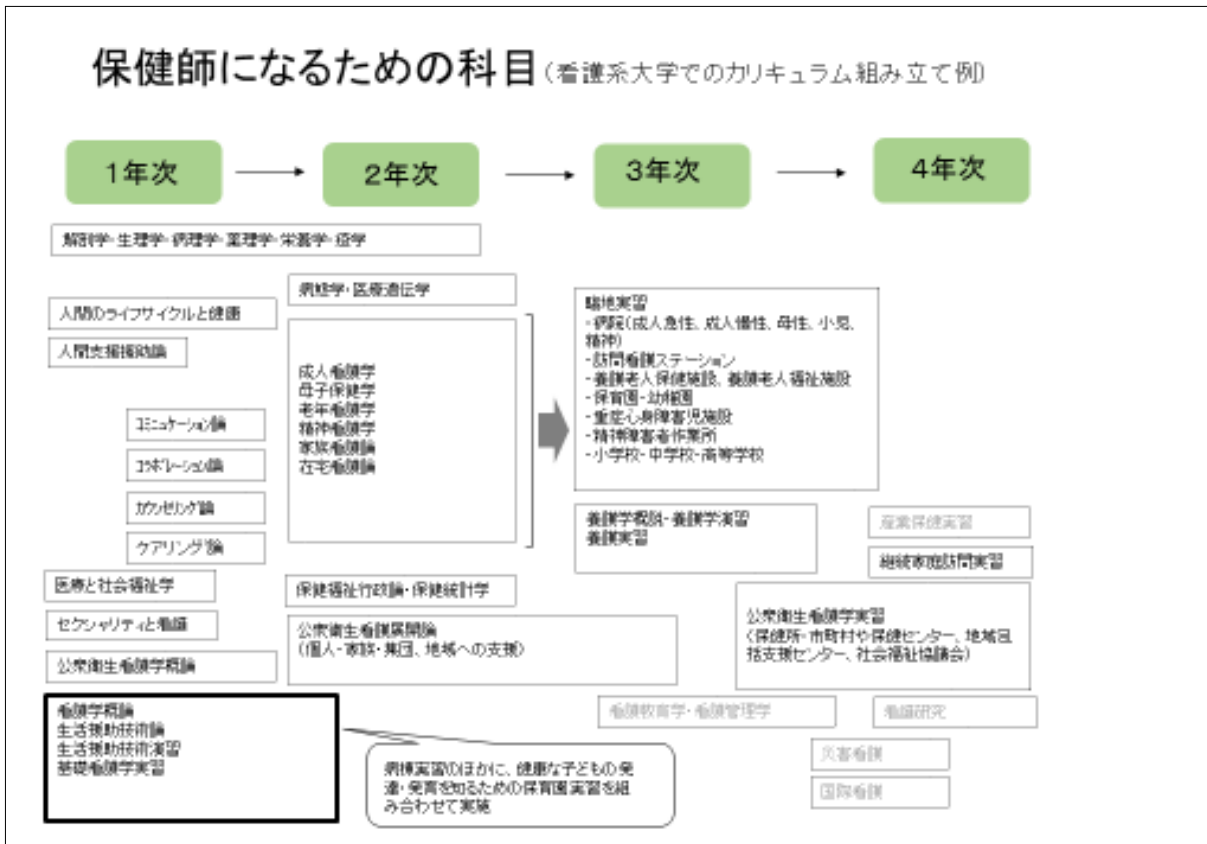 保健師になるための科目(看護系大学でのカリキュラム組み立て例)
1年次
2年次
3年次
4年次
解剖学・生理学・病理学・薬理学・栄養学・疫学
人間のライフサイクルと健康
人間支援援助論
コミュニケーション論
コラボレーション論
カウンセリング論
ケアリング論
医療と社会福祉学
セクシャリティと看護
公衆衛生看護学概論
看護学概論
生活援助技術論
生活援助技術演習
基礎看護学実習
病態学・医療遺伝学
成人看護学
母子保健学
老年看護学
精神看護学
家族看護論
在宅看護論
保健福祉行政論・保健統計学
公衆衛生看護展開論
(個人・家族・集団、地域への支援)
病棟実習のほかに、健康な子どもの発
達・発育を知るための保育園実習を組
み合わせて実施
臨地実習
・病院(成人急性、成人慢性、母性、小児、
精神)
・訪問看護ステーション
・養護老人保健施設、養護老人福祉施設
・保育園・幼稚園
・重症心身障害児施設
・精神障害者作業所
・小学校・中学校・高等学校
養護学概説・養護学演習
養護実習
産業保健実習
継続家庭訪問実習
公衆衛生看護学実習
(保健所・市町村や保健センター、地域包
括支援センター、社会福祉協議会)
看護教育学・看護管理学
看護研究
災害看護
国際看護